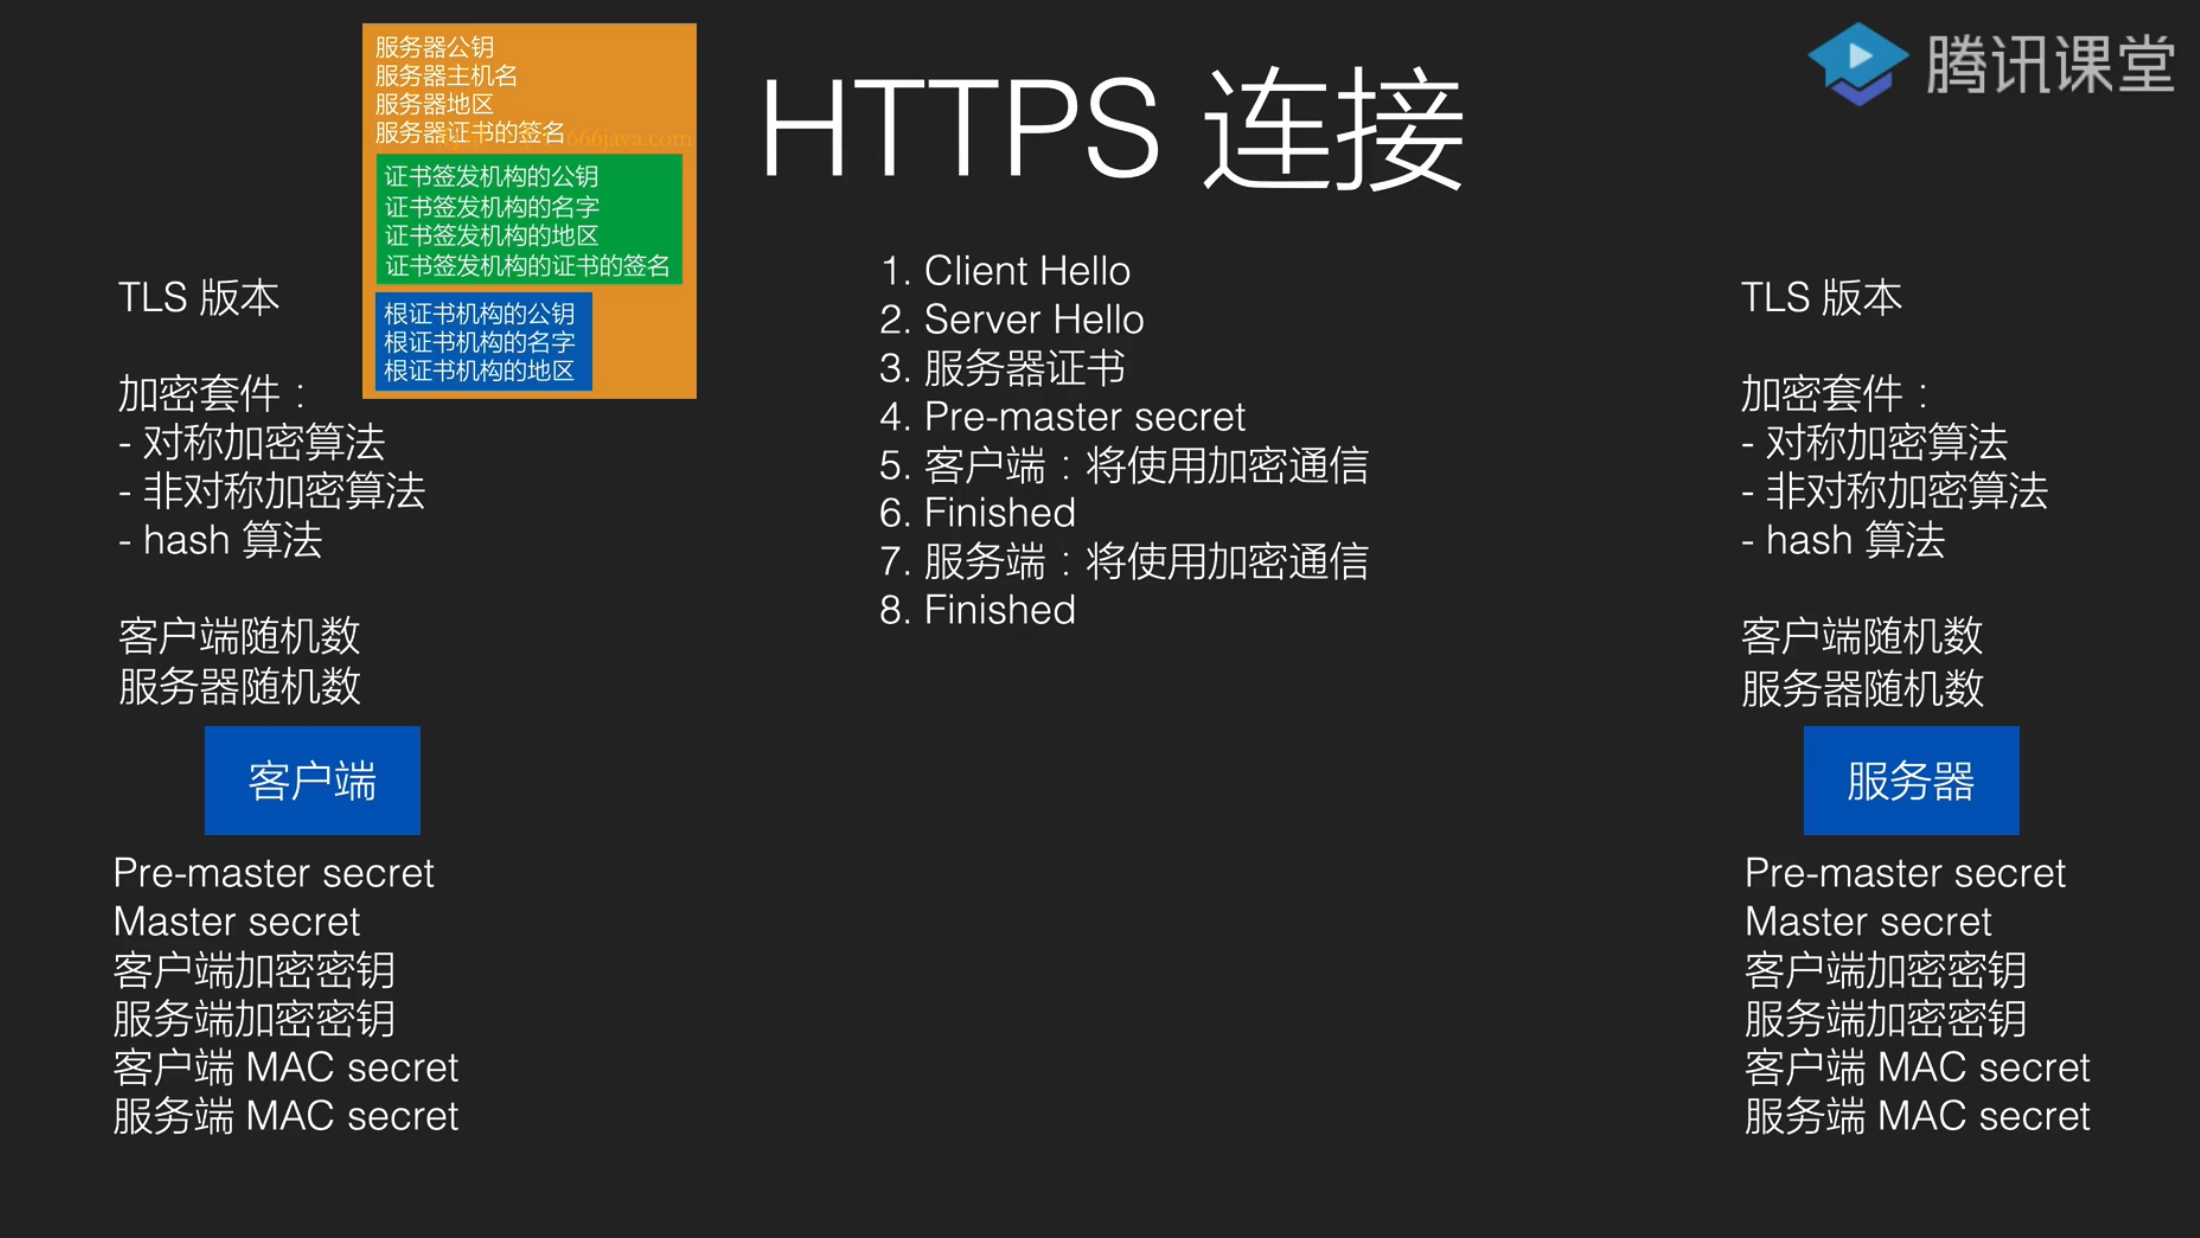 服务器公钥
服务器主机名
服务器地区
服务器证书的签名
666java.com
证书签发机构的公钥
证书签发机构的名字
证书签发机构的地区
证书签发机构的证书的签名
根证书机构的公钥
根证书机构的名字
根证书机构的地区
HTTPS 连接
腾讯课堂
TLS 版本
加密套件：
- 对称加密算法
- 非对称加密算法
- hash 算法
客户端随机数
服务器随机数
客户端
Pre-master secret
Master secret
客户端加密密钥
服务端加密密钥
客户端 MAC secret
服务端 MAC secret
1. Client Hello
2. Server Hello
3. 服务器证书
4. Pre-master secret
5. 客户端：将使用加密通信
6. Finished
7. 服务端：将使用加密通信
8. Finished
TLS 版本
加密套件：
- 对称加密算法
- 非对称加密算法
- hash 算法
客户端随机数
服务器随机数
服务器
Pre-master secret
Master secret
客户端加密密钥
服务端加密密钥
客户端 MAC secret
服务端 MAC secret